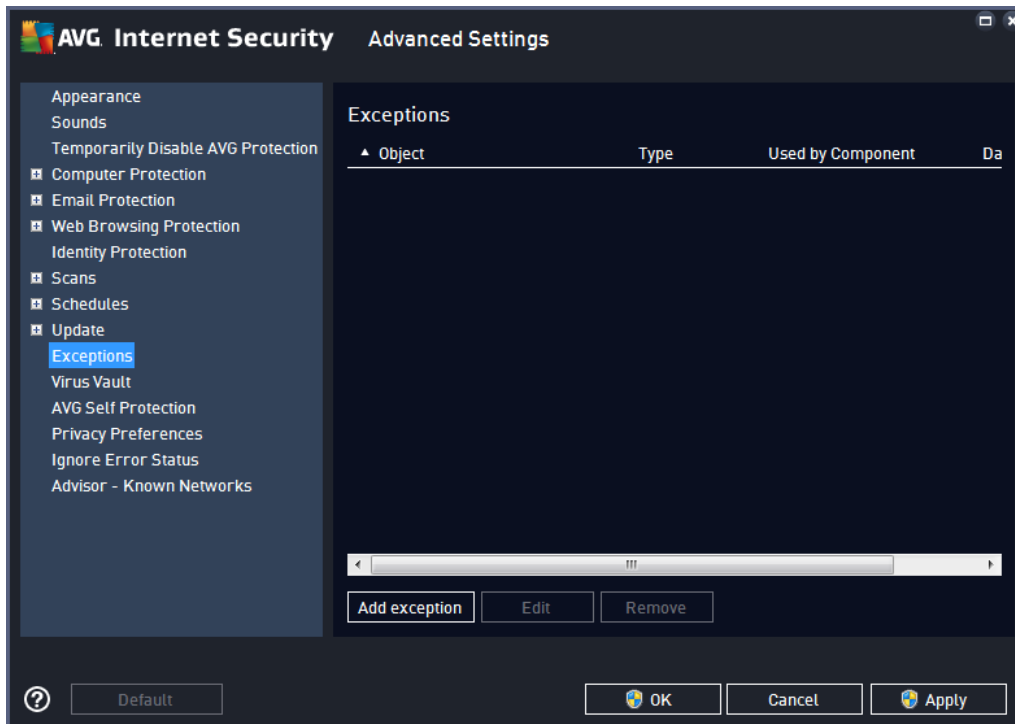 AVG. Internet Security Advanced Settings
Appearance
Sounds
Temporarily Disable AVG Protection
Computer Protection
Email Protection
Web Browsing Protection
Identity Protection
Scans
Schedules
Update
Exceptions
Virus Vault
AVG Self Protection
Privacy Preferences
Ignore Error Status
Advisor - Known Networks
Exceptions
Object Type Used by Component Da
Add exception Edit Remove
? Default OK Cancel Apply